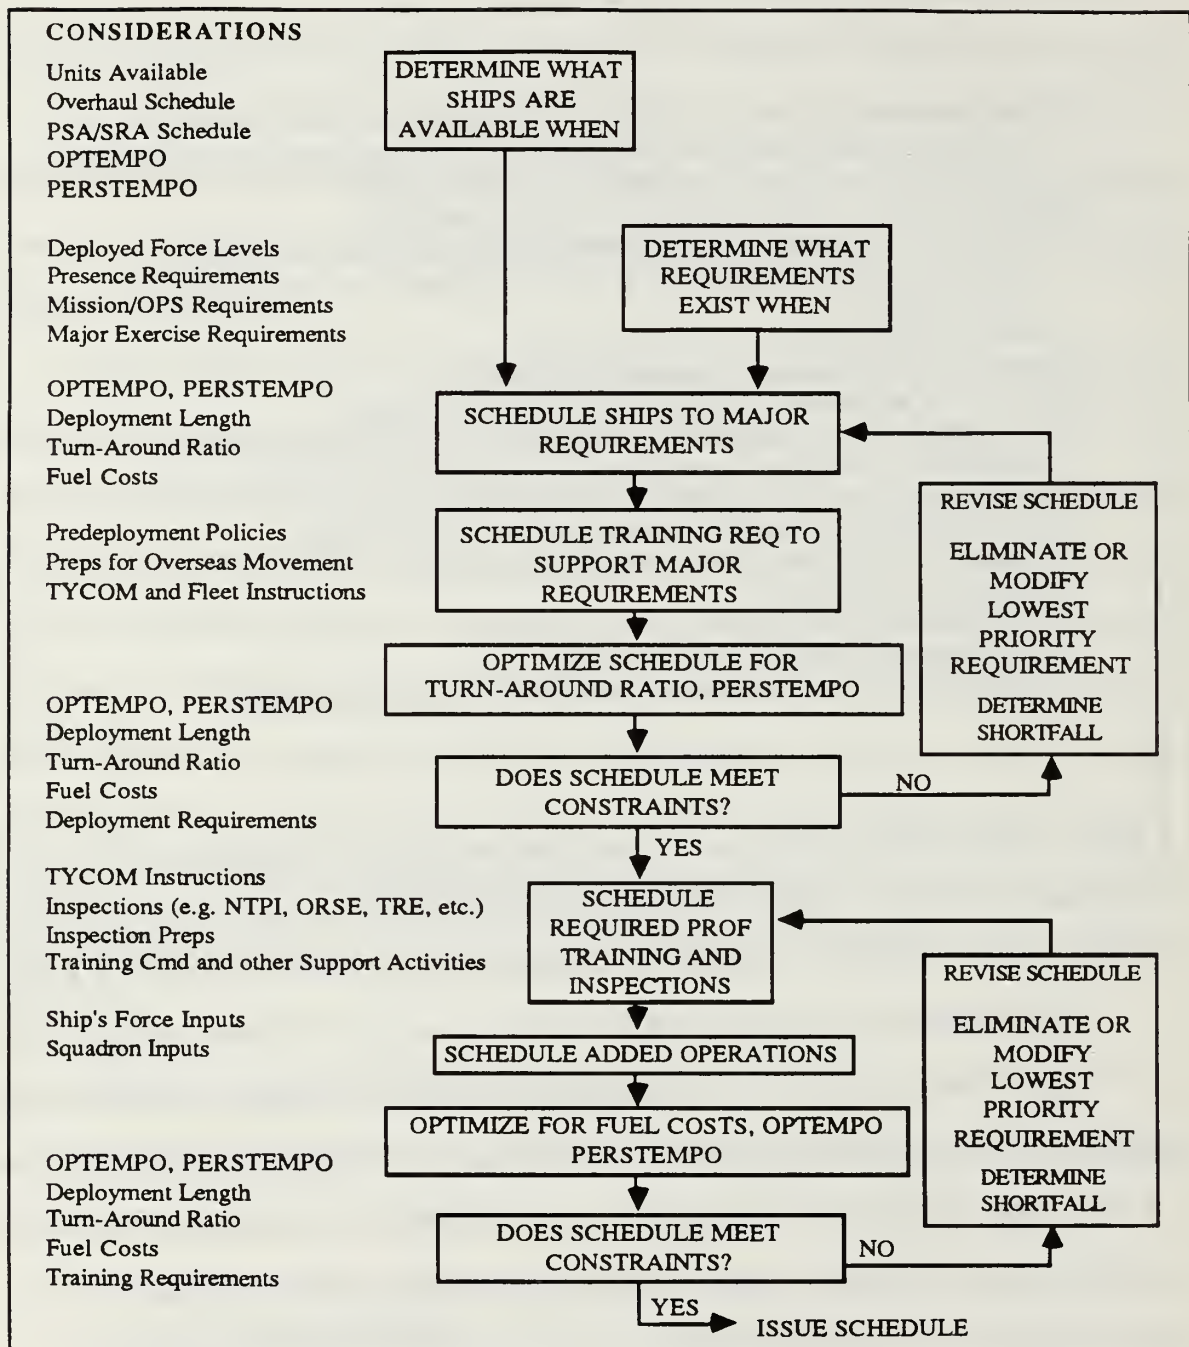 CONSIDERATIONS
Units Available
Overhaul Schedule
PSA/SRA Schedule
OPTEMPO
PERSTEMPO
DETERMINE WHAT
SHIPS ARE
AVAILABLE WHEN
Deployed Force Levels
Presence Requirements
Mission/OPS Requirements
Major Exercise Requirements
DETERMINE WHAT
REQUIREMENTS
EXIST WHEN
OPTEMPO, PERSTEMPO
Deployment Length
Turn-Around Ratio
Fuel Costs
SCHEDULE SHIPS TO MAJOR
REQUIREMENTS
Predeployment Policies
Preps for Overseas Movement
TYCOM and Fleet Instructions
SCHEDULE TRAINING REQ TO
SUPPORT MAJOR
REQUIREMENTS
REVISE SCHEDULE
ELIMINATE OR
MODIFY
LOWEST
PRIORITY
REQUIREMENT
DETERMINE
SHORTFALL
OPTIMIZE SCHEDULE FOR
TURN-AROUND RATIO, PERSTEMPO
OPTEMPO, PERSTEMPO
Deployment Length
Turn-Around Ratio
Fuel Costs
Deployment Requirements
DOES SCHEDULE MEET
CONSTRAINTS?
NO
YES
TYCOM Instructions
Inspections (e.g. NTPI, ORSE, TRE, etc.)
Inspection Preps
Training Cmd and other Support Activities
SCHEDULE
REQUIRED PROF
TRAINING AND
INSPECTIONS
Ship's Force Inputs
Squadron Inputs
SCHEDULE ADDED OPERATIONS
REVISE SCHEDULE
ELIMINATE OR
MODIFY
LOWEST
PRIORITY
REQUIREMENT
DETERMINE
SHORTFALL
OPTIMIZE FOR FUEL COSTS, OPTEMPO
PERSTEMPO
OPTEMPO, PERSTEMPO
Deployment Length
Turn-Around Ratio
Fuel Costs
Training Requirements
DOES SCHEDULE MEET
CONSTRAINTS?
NO
YES
ISSUE SCHEDULE